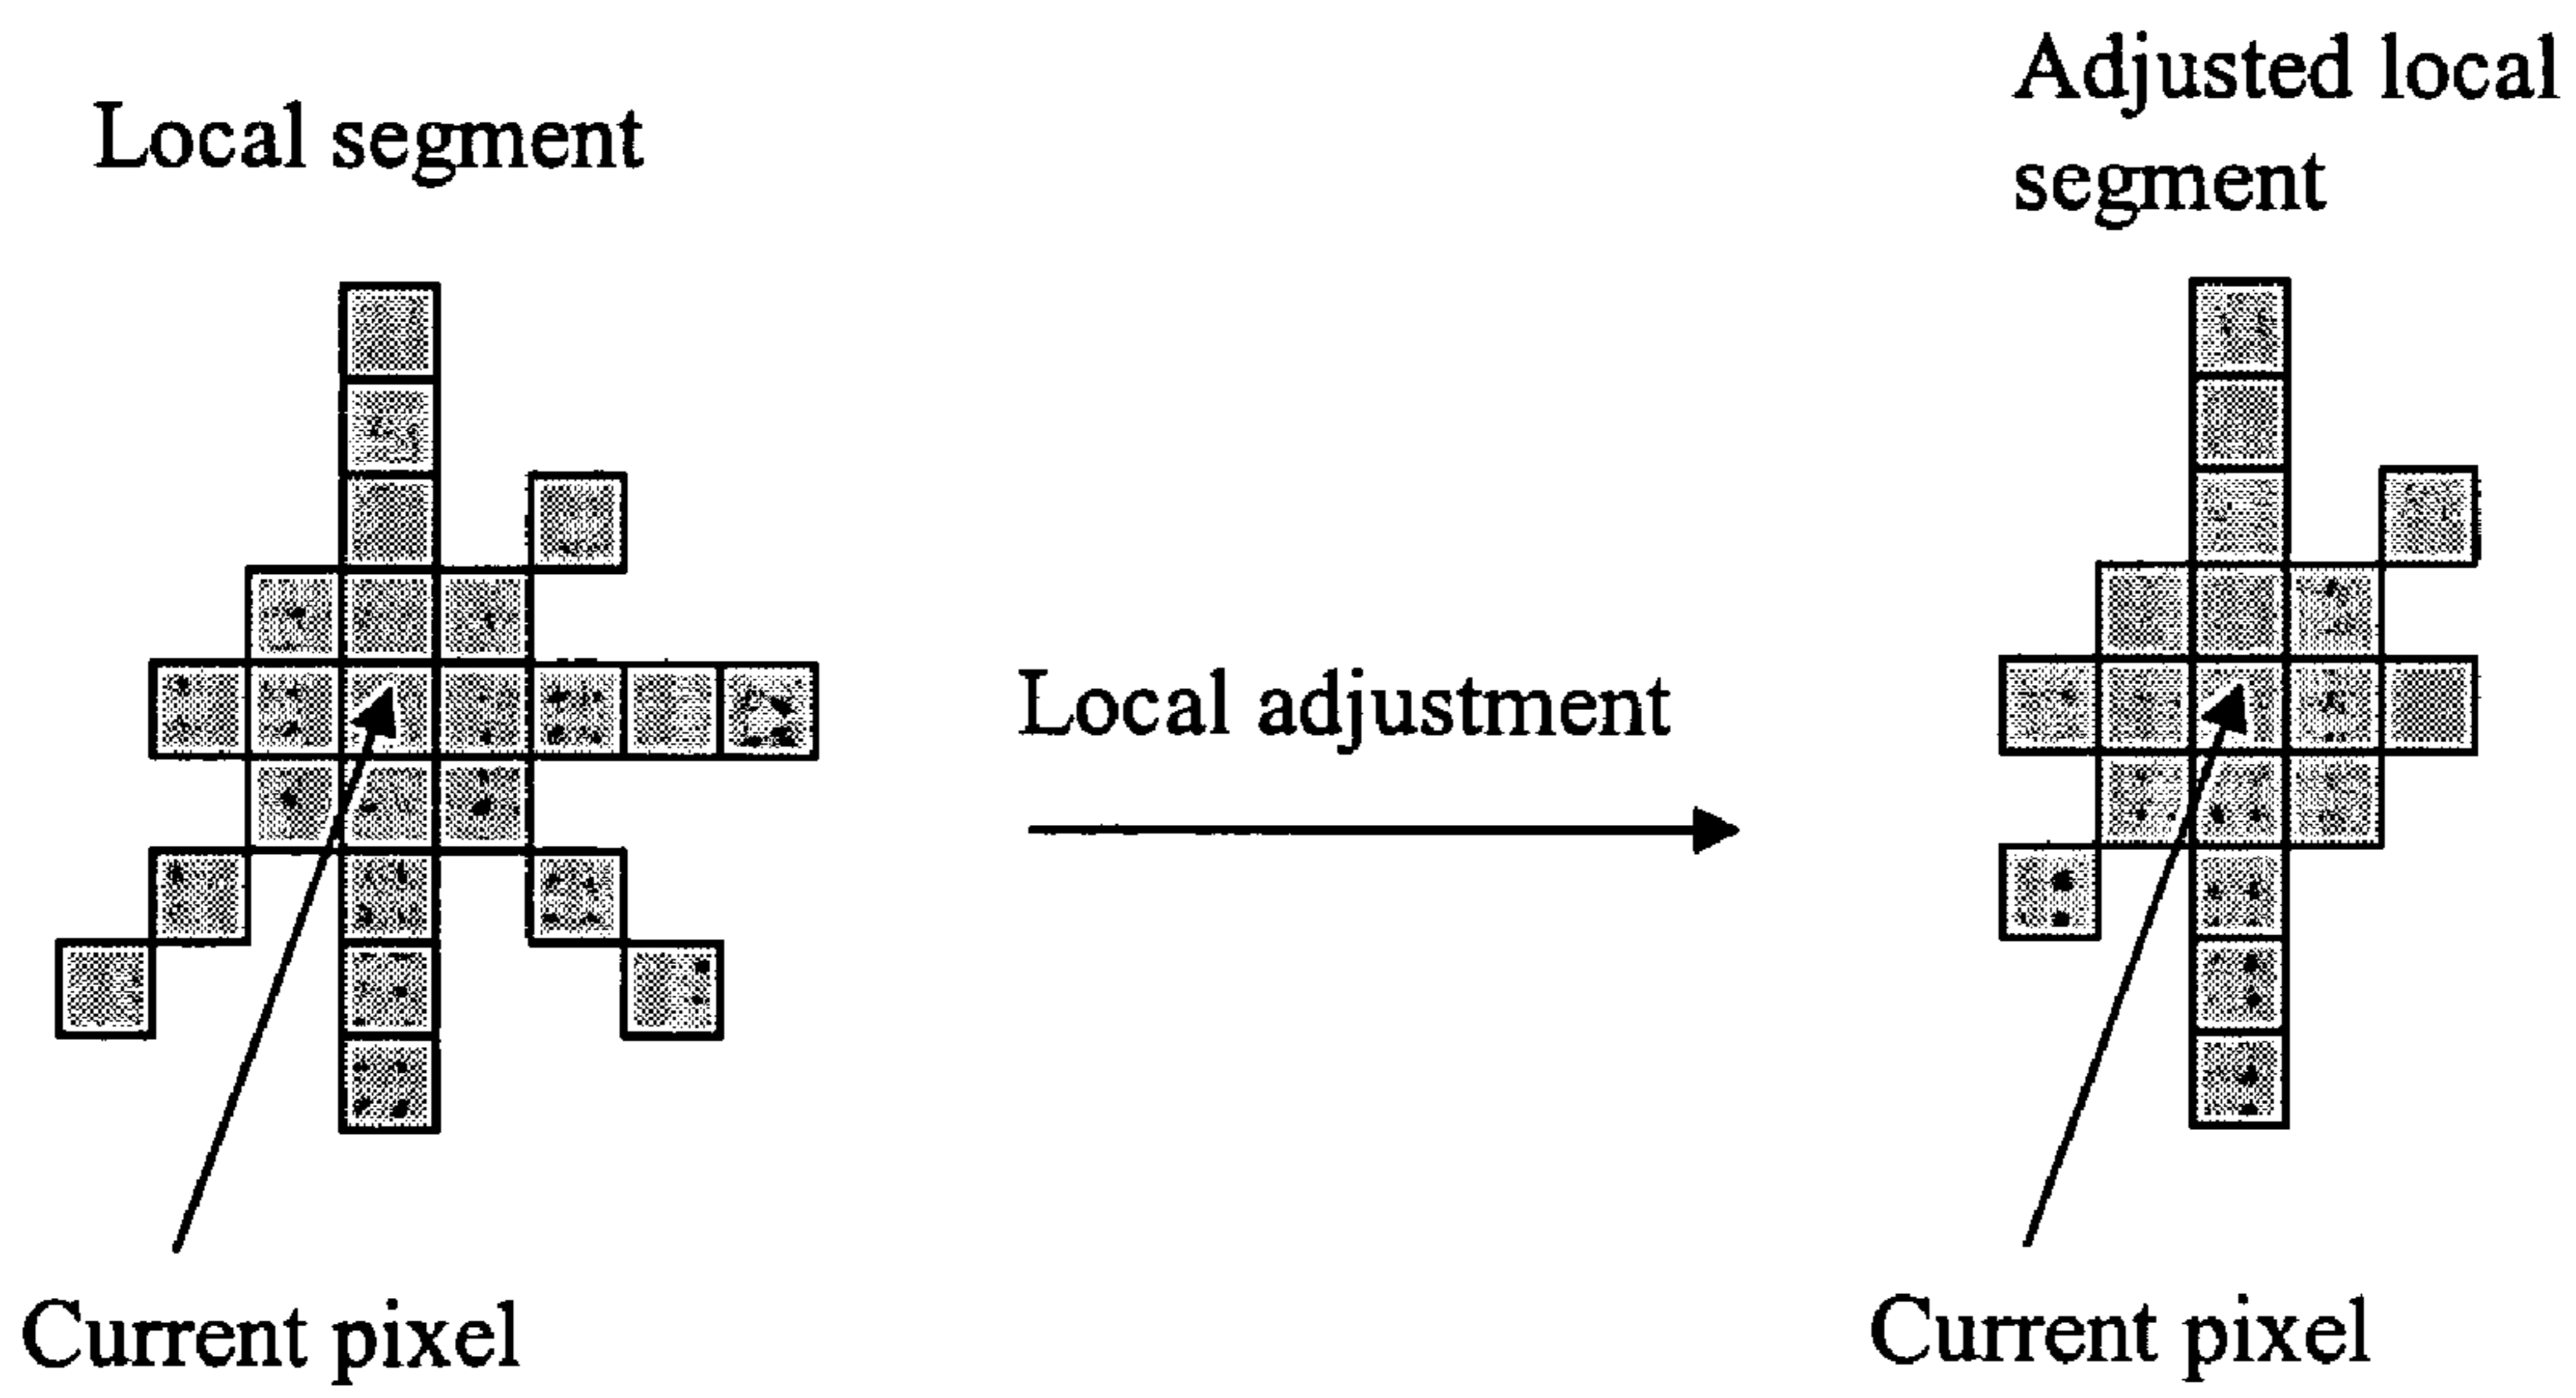 Local segment
Adjusted local
segment
Local adjustment
Current pixel
Current pixel